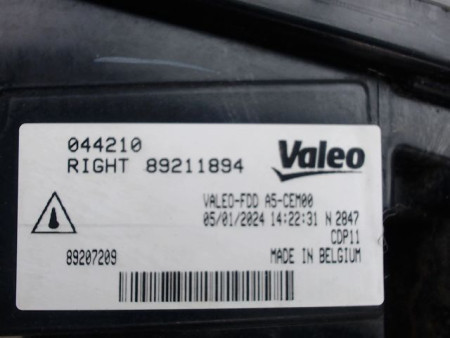 044210
RIGHT 89211894
Valeo
VALEO-FDD A5-CEM00
05/01/2024 14:22:31 N 2847
CDP11
89207209
MADE IN BELGIUM